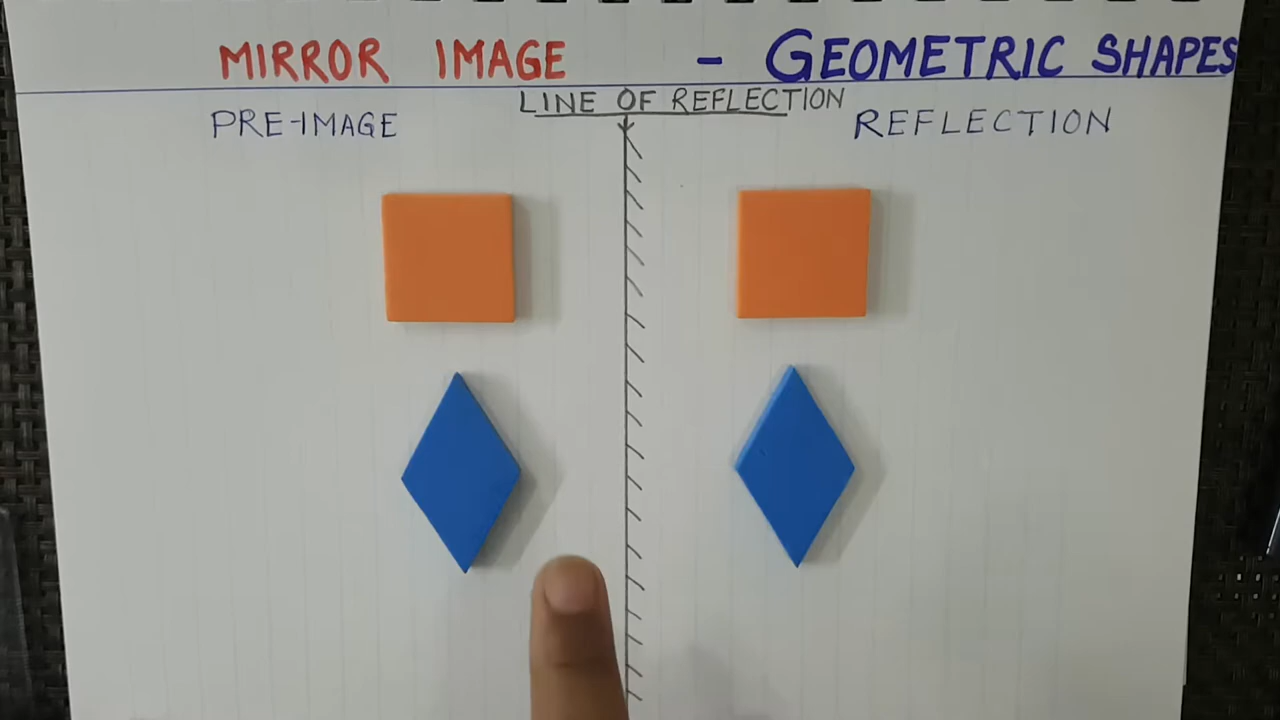 MIRROR IMAGE - GEOMETRIC SHAPES
LINE OF REFLECTION
PRE-IMAGE
REFLECTION